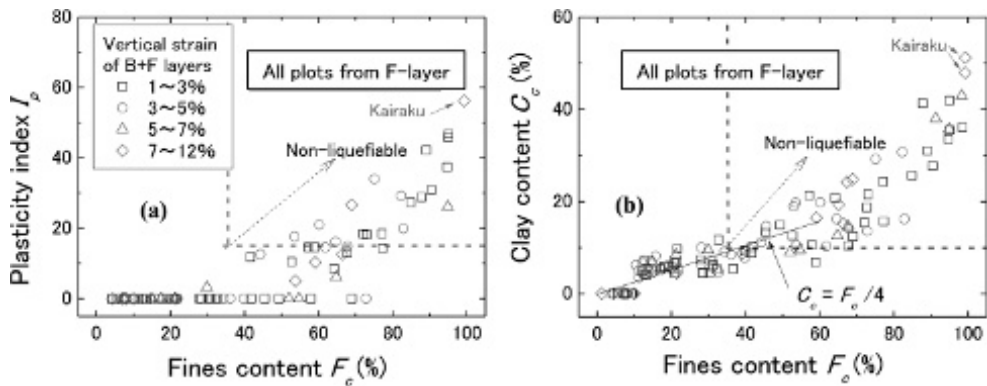 80
60
40
20
0
Plasticity index Iₚ
Vertical strain
of B+F layers
□ 1～3%
○ 3～5%
△ 5～7%
◇ 7～12%
All plots from F-layer
Kairaku
Non-liquefiable
(a)
0 20 40 60 80 100
Fines content F_c (%)
60
40
20
0
Clay content C_c (%)
All plots from F-layer
Kairaku
Non-liquefiable
(b)
C_c = F_c /4
0 20 40 60 80 100
Fines content F_c (%)